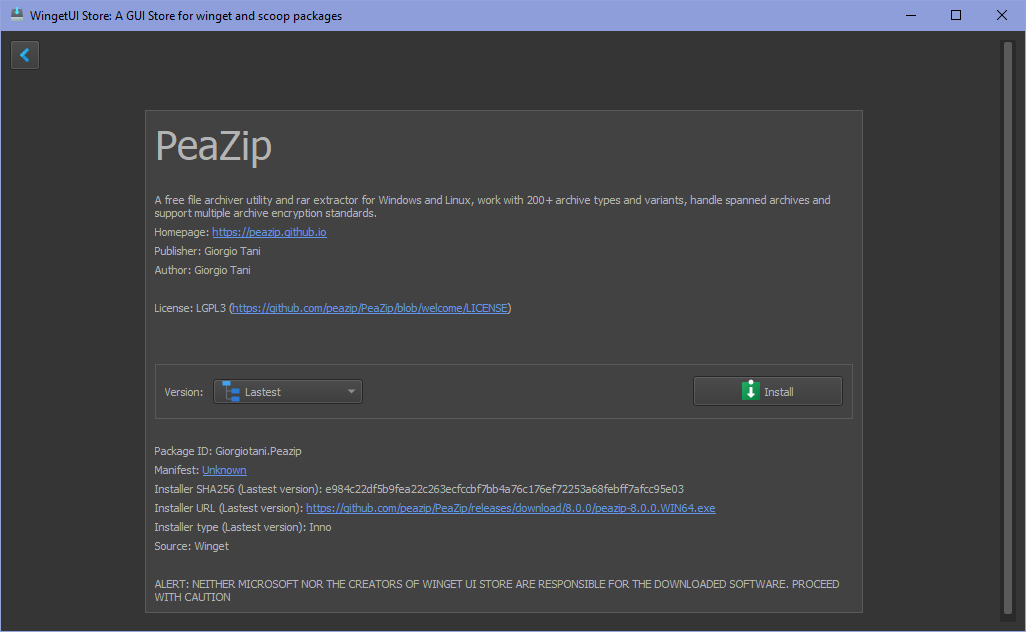 WingetUI Store: A GUI Store for winget and scoop packages
PeaZip
A free file archiver utility and rar extractor for Windows and Linux, work with 200+ archive types and variants, handle spanned archives and
support multiple archive encryption standards.
Homepage: https://peazip.github.io
Publisher: Giorgio Tani
Author: Giorgio Tani
License: LGPL3 (https://github.com/peazip/PeaZip/blob/welcome/LICENSE)
Version: Lastest Install
Package ID: Giorgiotani.Peazip
Manifest: Unknown
Installer SHA256 (Lastest version): e984c22df5b9fea22c263ecfccbf7bb4a76c176ef72253a68febff7afcc95e03
Installer URL (Lastest version): https://github.com/peazip/PeaZip/releases/download/8.0.0/peazip-8.0.0.WIN64.exe
Installer type (Lastest version): Inno
Source: Winget
ALERT: NEITHER MICROSOFT NOR THE CREATORS OF WINGET UI STORE ARE RESPONSIBLE FOR THE DOWNLOADED SOFTWARE. PROCEED
WITH CAUTION